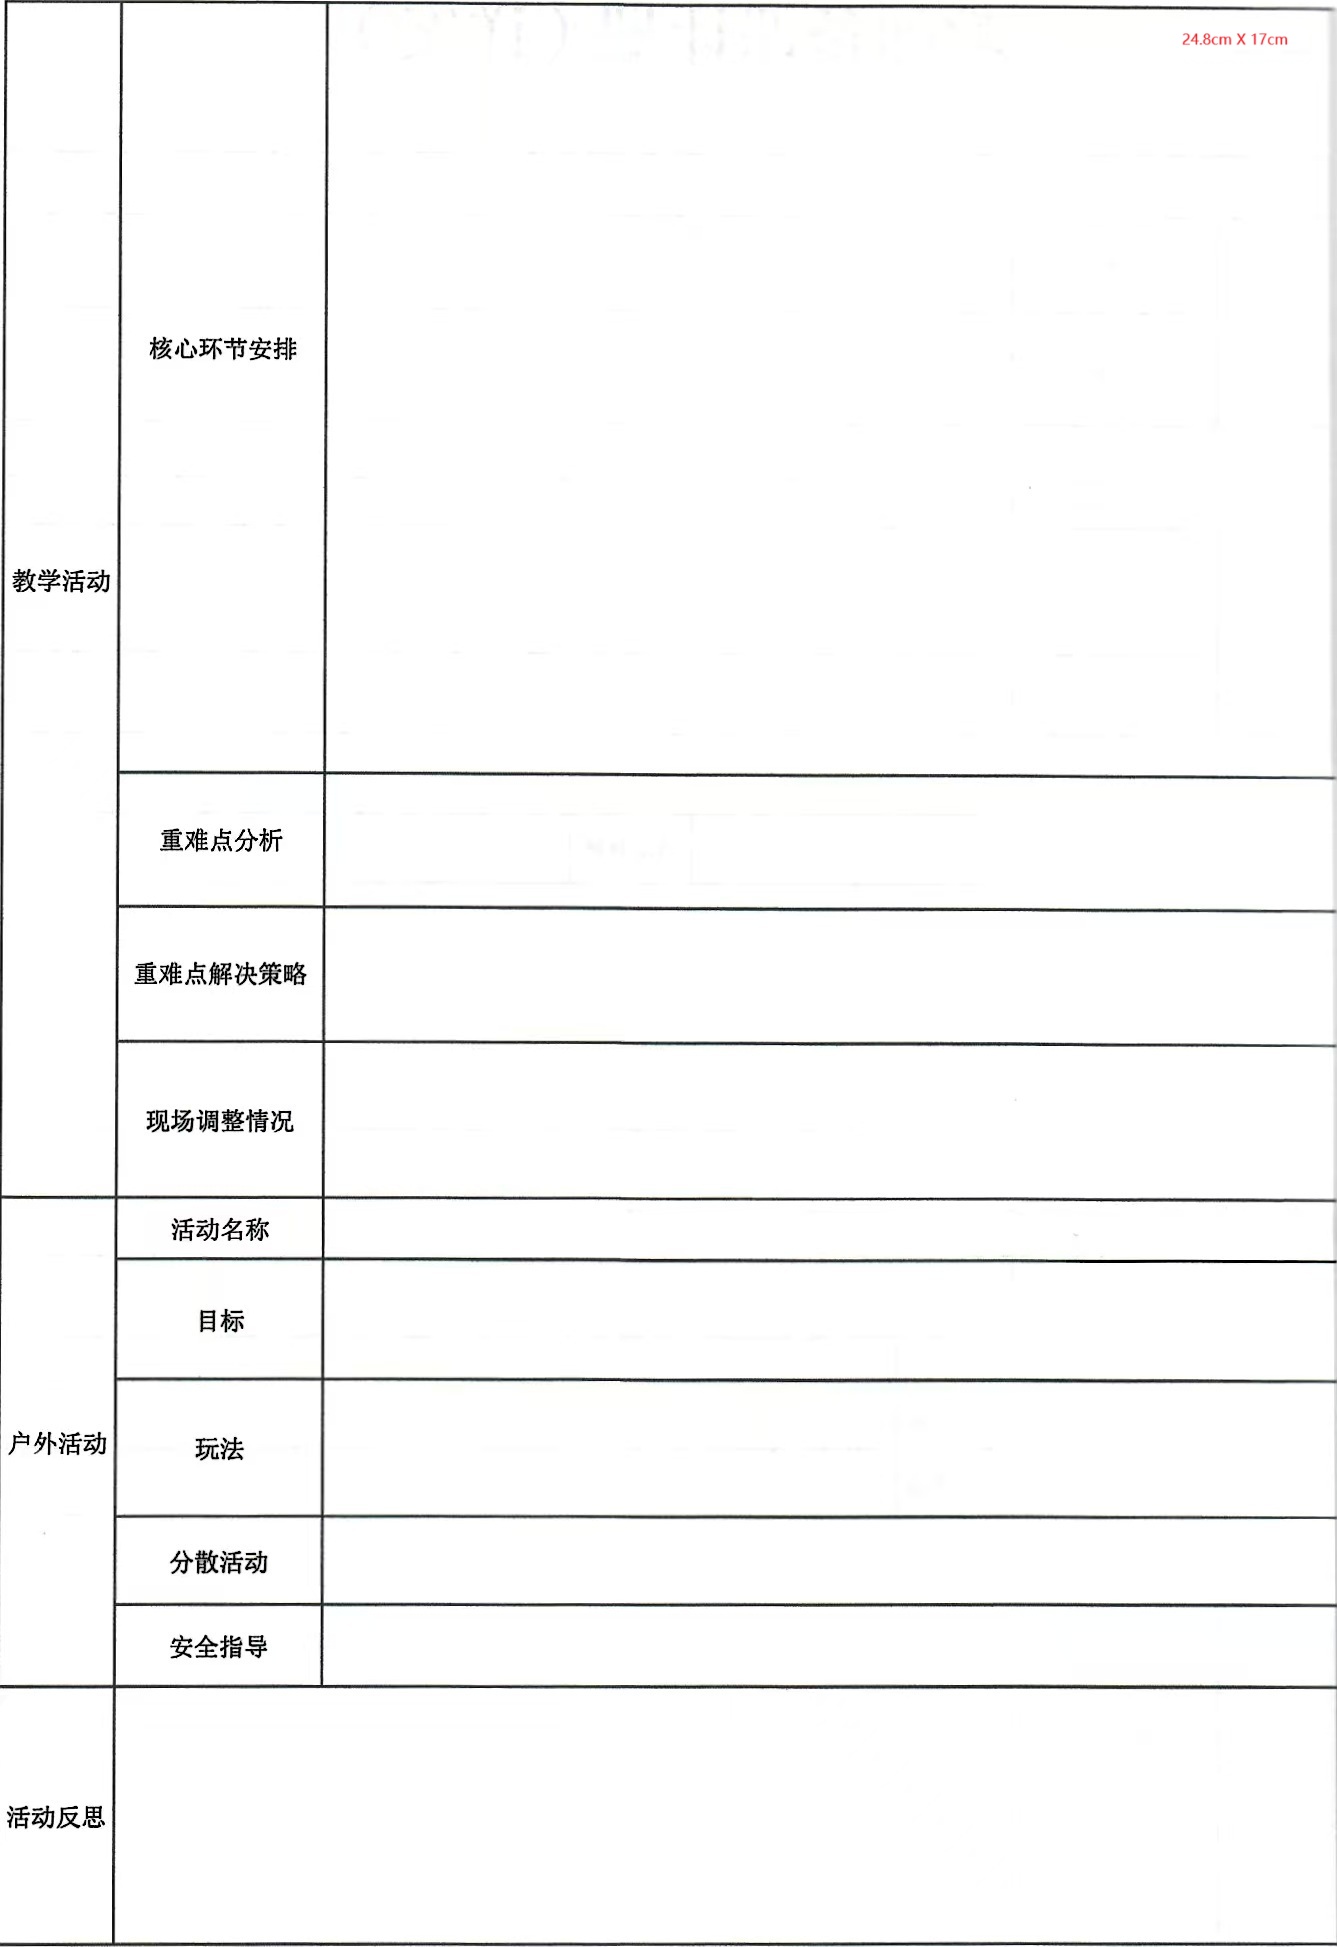 24.8cm X 17cm
核心环节安排
教学活动
重难点分析
重难点解决策略
现场调整情况
活动名称
目标
户外活动
玩法
分散活动
安全指导
活动反思